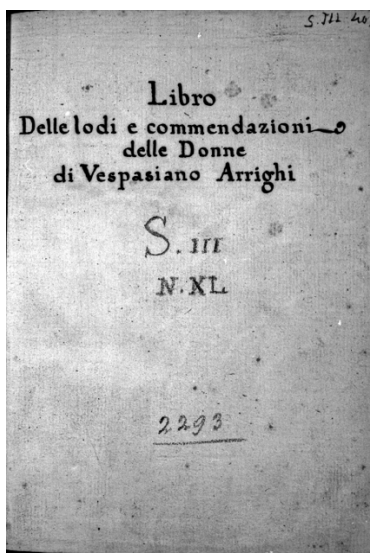 S. III 40
Libro
Delle lodi e commendazioni
delle Donne
di Vespasiano Arrighi
S. III
N. XL
2293